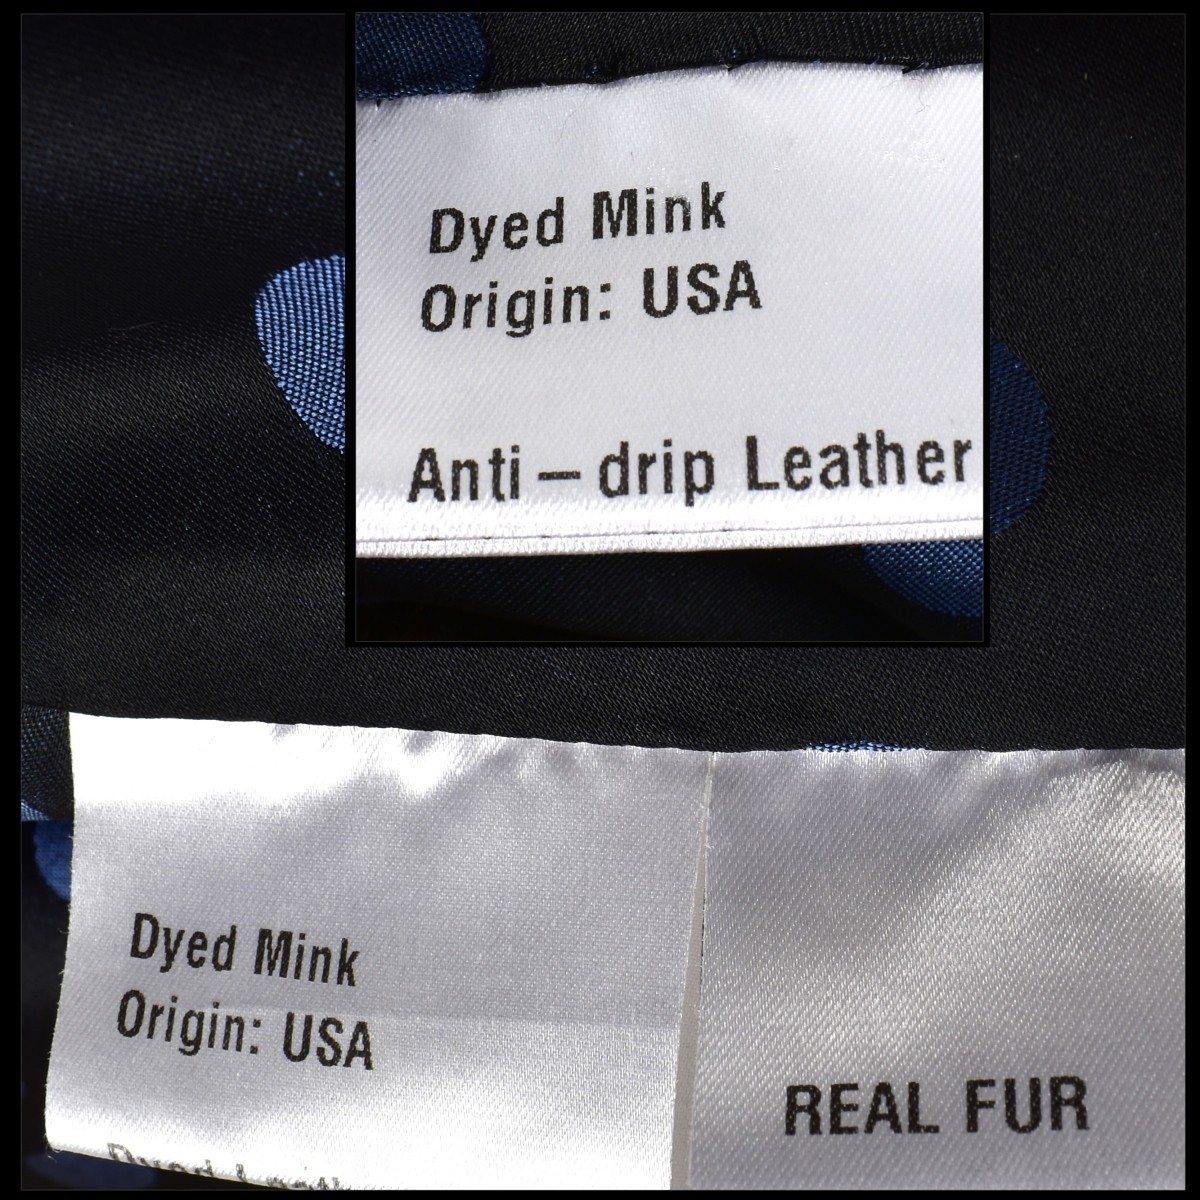 Dyed Mink
Origin: USA
Anti – drip Leather
Dyed Mink
Origin: USA
REAL FUR